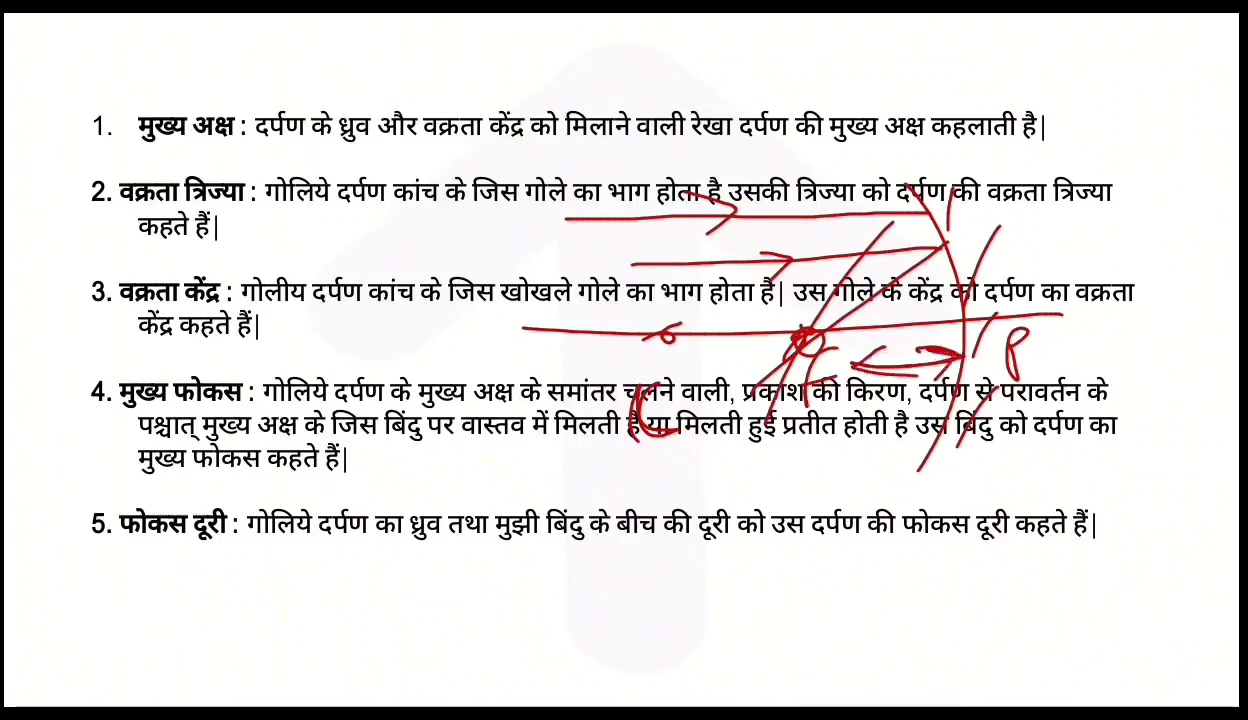 1. मुख्य अक्ष : दर्पण के ध्रुव और वक्रता केंद्र को मिलाने वाली रेखा दर्पण की मुख्य अक्ष कहलाती है|
2. वक्रता त्रिज्या : गोलिये दर्पण कांच के जिस गोले का भाग होता है उसकी त्रिज्या को दर्पण की वक्रता त्रिज्या
कहते हैं|
3. वक्रता केंद्र : गोलीय दर्पण कांच के जिस खोखले गोले का भाग होता है| उस गोले के केंद्र को दर्पण का वक्रता
केंद्र कहते हैं|
4. मुख्य फोकस : गोलिये दर्पण के मुख्य अक्ष के समांतर चलने वाली, प्रकाश की किरण, दर्पण से परावर्तन के
पश्चात् मुख्य अक्ष के जिस बिंदु पर वास्तव में मिलती है या मिलती हुई प्रतीत होती है उस बिंदु को दर्पण का
मुख्य फोकस कहते हैं|
5. फोकस दूरी : गोलिये दर्पण का ध्रुव तथा मुझी बिंदु के बीच की दूरी को उस दर्पण की फोकस दूरी कहते हैं|
P
F
C